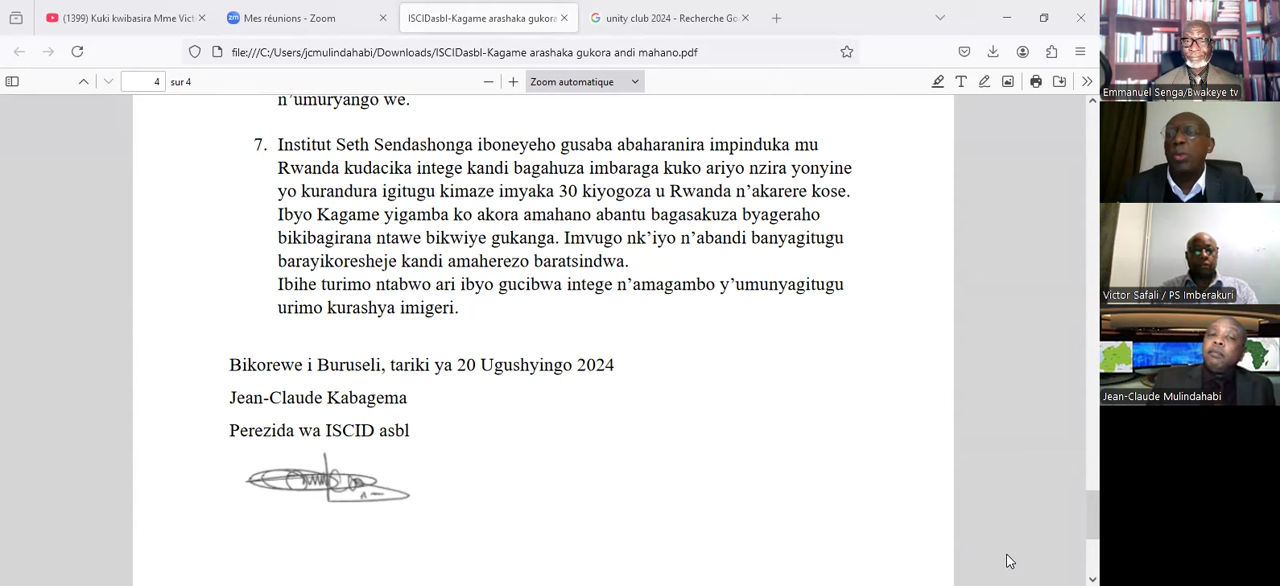 (1399) Kuki kwibasira Mme Vict
Mes réunions - Zoom
ISCIDasbl-Kagame arashaka gukora
unity club 2024 - Recherche Go
file:///C:/Users/jcmulindahabi/Downloads/ISCIDasbl-Kagame arashaka gukora andi mahano.pdf
4 sur 4
Zoom automatique
n'umuryango we.
7. Institut Seth Sendashonga iboneyeho gusaba abaharanira impinduka mu
Rwanda kudacika intege kandi bagahuza imbaraga kuko ariyo nzira yonyine
yo kurandura igitugu kimaze imyaka 30 kiyogoza u Rwanda n'akarere kose.
Ibyo Kagame yigamba ko akora amahano abantu bagasakuza byageraho
bikibagirana ntawe bikwiye gukanga. Imvugo nk'iyo n'abandi banyagitugu
barayikoresheje kandi amaherezo baratsindwa.
Ibihe turimo ntabwo ari ibyo gucibwa intege n'amagambo y'umunyagitugu
urimo kurashya imigeri.
Bikorewe i Buruseli, tariki ya 20 Ugushyingo 2024
Jean-Claude Kabagema
Perezida wa ISCID asbl
Emmanuel Senga/Bwakeye tv
Victor Safali / PS Imberakuri
Jean-Claude Mulindahabi